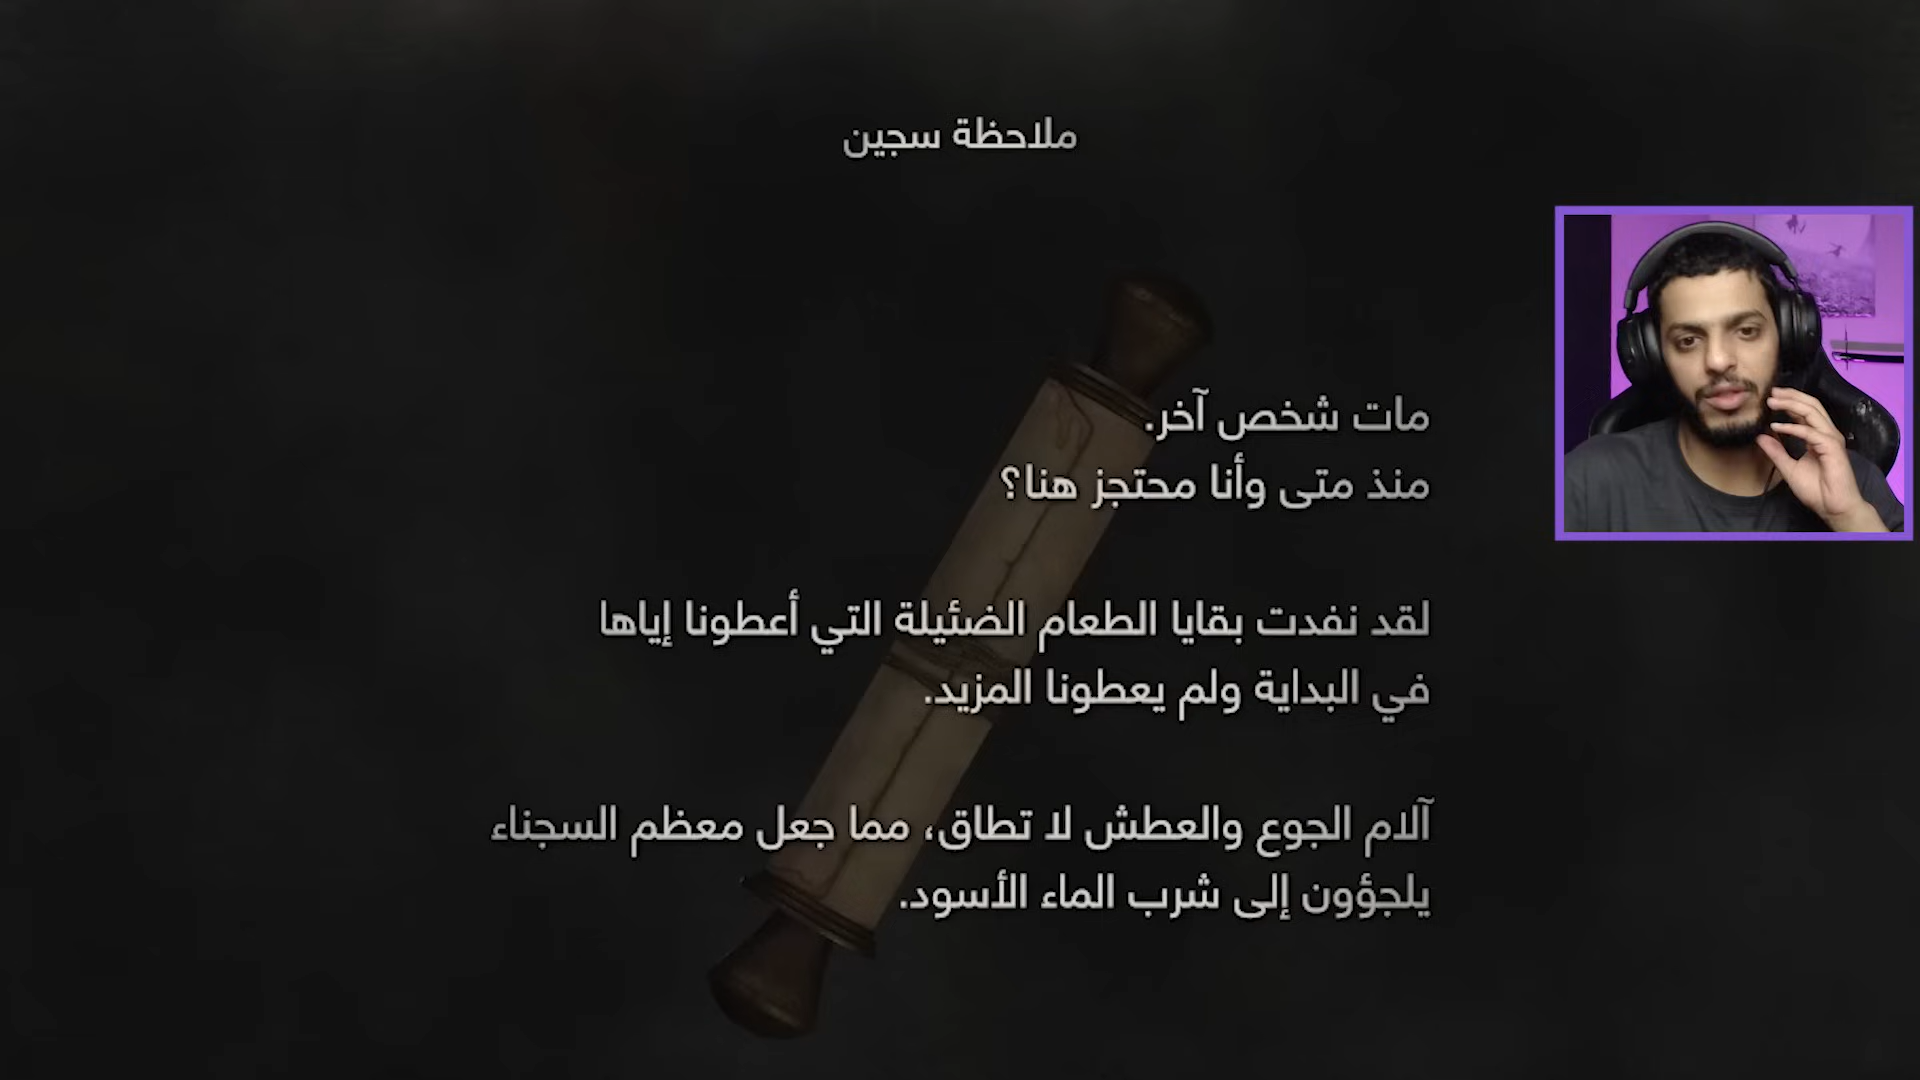 ملاحظة سجين
مات شخص آخر.
منذ متى وأنا محتجز هنا؟
لقد نفدت بقايا الطعام الضئيلة التي أعطونا إياها
في البداية ولم يعطونا المزيد.
آلام الجوع والعطش لا تطاق، مما جعل معظم السجناء
يلجؤون إلى شرب الماء الأسود.